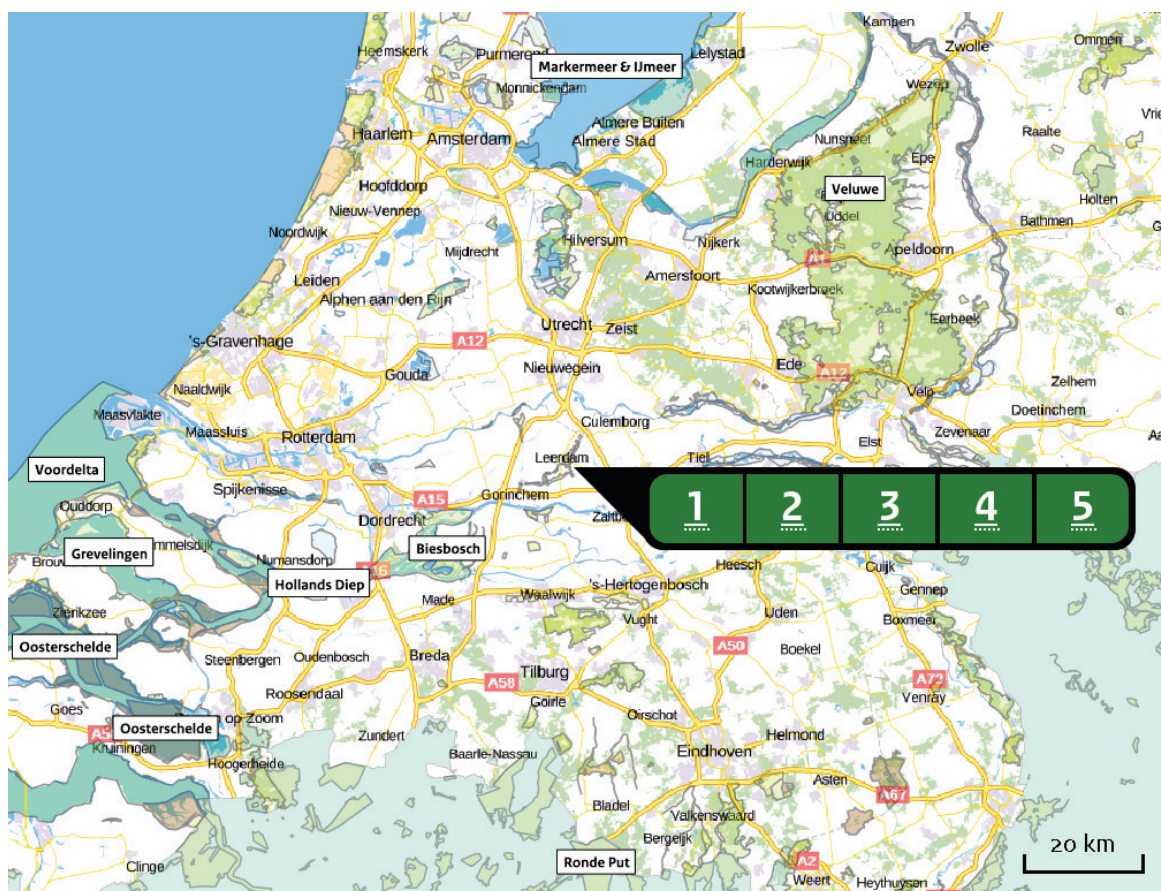 Kampen
Zwolle
Ommen
Heemskerk
Purmerend
Lelystad
Markermeer & IJmeer
Wezep
Monnickendam
Haarlem
Amsterdam
Almere Buiten
Almere Stad
Nunspeet
Raalte
Harderwijk
Epe
Hoofddorp
Veluwe
Holten
Nieuw-Vennep
Uddel
Bathmen
Noordwijk
Mijdrecht
Hilversum
Nijkerk
Apeldoorn
A1
Leiden
Amersfoort
Alphen aan den Rijn
Kootwijkerbroek
Eerbeek
Utrecht
Zeist
's-Gravenhage
A12
Nieuwegein
Ede
A12
Gouda
Naaldwijk
Velp
Zelhem
Maasvlakte
Doetinchem
Culemborg
Maassluis
Rotterdam
Zevenaar
Elst
Leerdam
Tiel
Voordelta
Spijkenisse
Gorinchem
A15
Ouddorp
Dordrecht
1 2 3 4 5
Biesbosch
Grevelingen
Numansdorp
Heesch
Cuijk
Hollands Diep
's-Hertogenbosch
Gennep
Made
Waalwijk
Zierikzee
Uden
Vught
Boxmeer
Oosterschelde
A50
Boekel
Steenbergen
Oudenbosch
Breda
Tilburg
A58
Roosendaal
Venray
Goirle
Goes
Oirschot
Oosterschelde
op-Zoom
Zundert
Helmond
Kruiningen
Baarle-Nassau
Eindhoven
Hoogerheide
Asten
A67
Bladel
Valkenswaard
Bergelijk
20 km
Ronde Put
A2
Clinge
Weert
Heythuysen